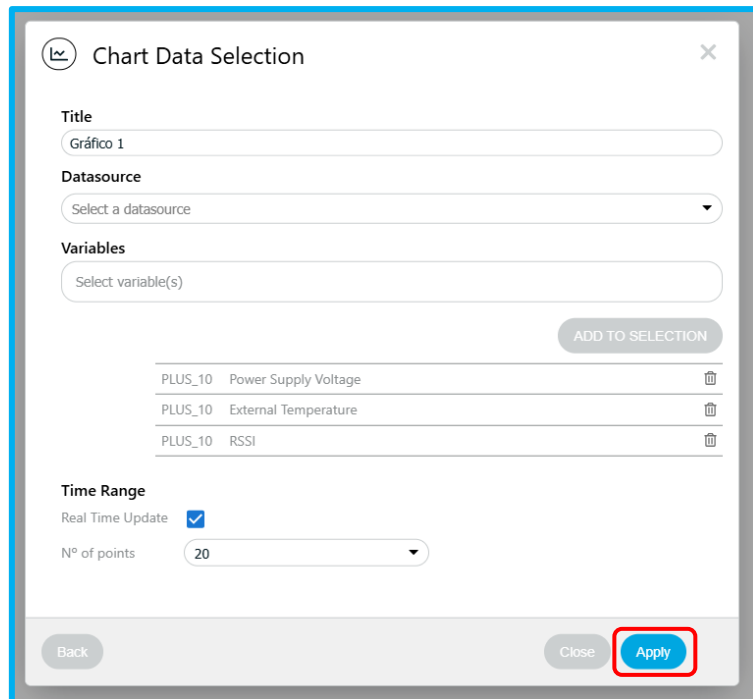 Chart Data Selection
Title
Gráfico 1
Datasource
Select a datasource
Variables
Select variable(s)
ADD TO SELECTION
PLUS_10 Power Supply Voltage
PLUS_10 External Temperature
PLUS_10 RSSI
Time Range
Real Time Update
Nº of points 20
Back Close Apply